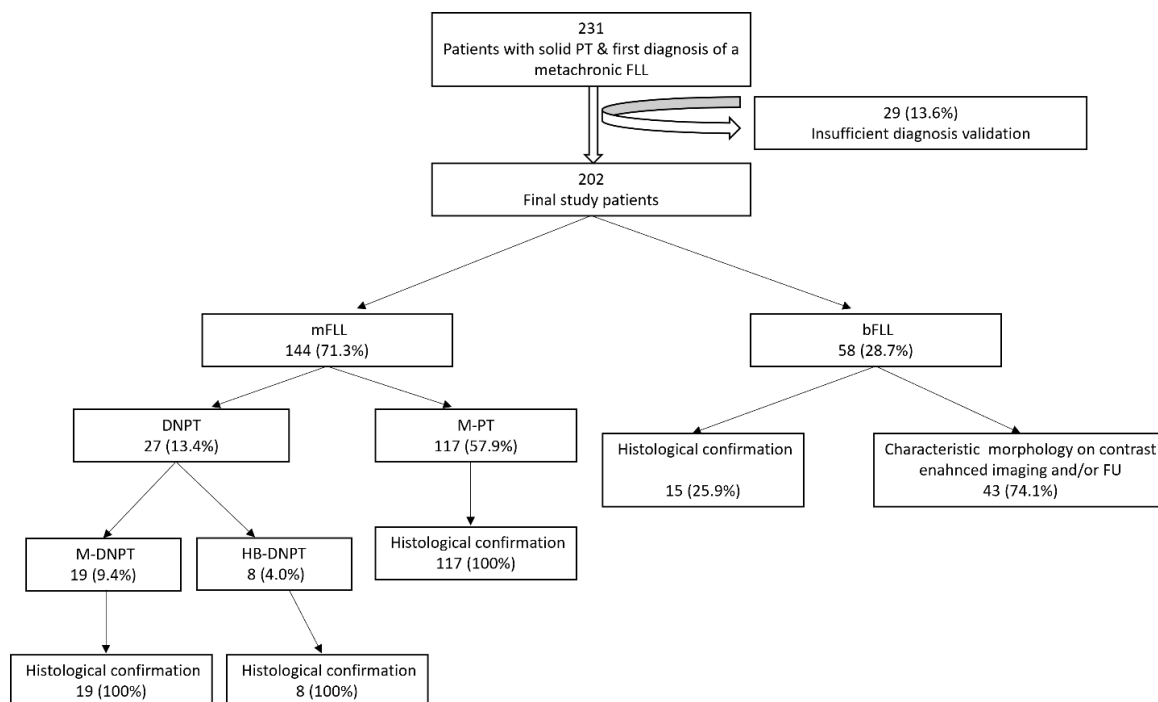 231
Patients with solid PT & first diagnosis of a
metachronic FLL
29 (13.6%)
Insufficient diagnosis validation
202
Final study patients
mFLL
144 (71.3%)
bFLL
58 (28.7%)
DNPT
27 (13.4%)
M-PT
117 (57.9%)
Histological confirmation
15 (25.9%)
Characteristic morphology on contrast
enahnced imaging and/or FU
43 (74.1%)
M-DNPT
19 (9.4%)
HB-DNPT
8 (4.0%)
Histological confirmation
117 (100%)
Histological confirmation
19 (100%)
Histological confirmation
8 (100%)